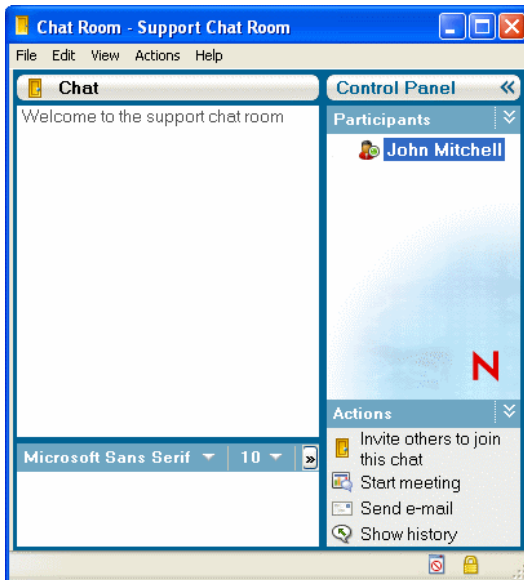 Chat Room - Support Chat Room
File Edit View Actions Help
Chat
Control Panel «
Welcome to the support chat room
Participants
John Mitchell
N
Actions
Invite others to join
this chat
Start meeting
Send e-mail
Show history
Microsoft Sans Serif 10 »